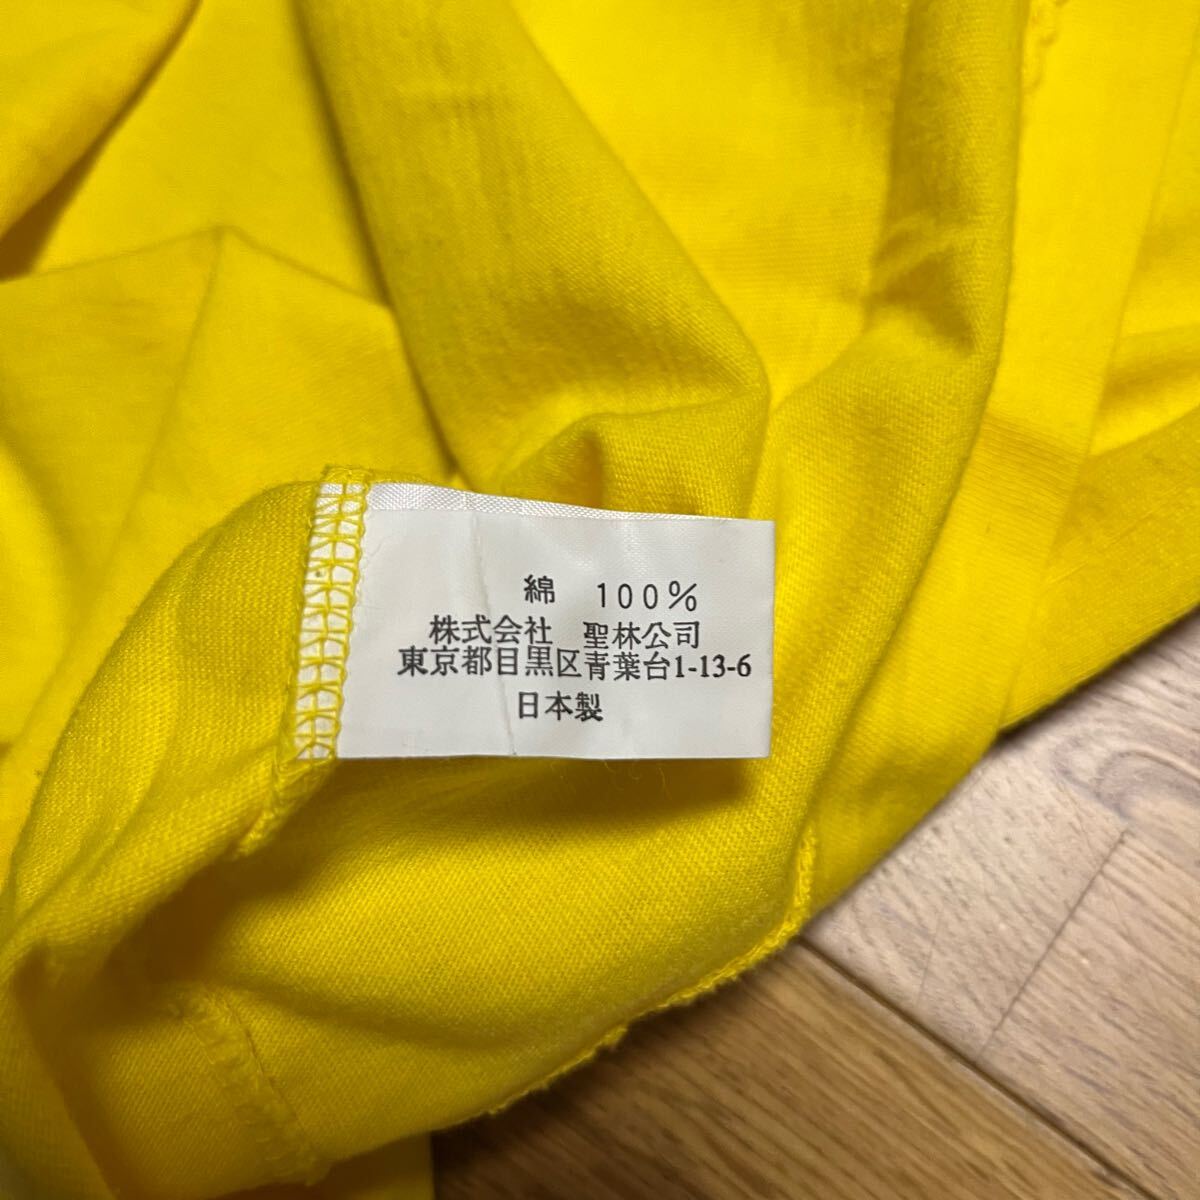 綿 100%
株式会社 聖林公司
東京都目黒区青葉台1-13-6
日本製